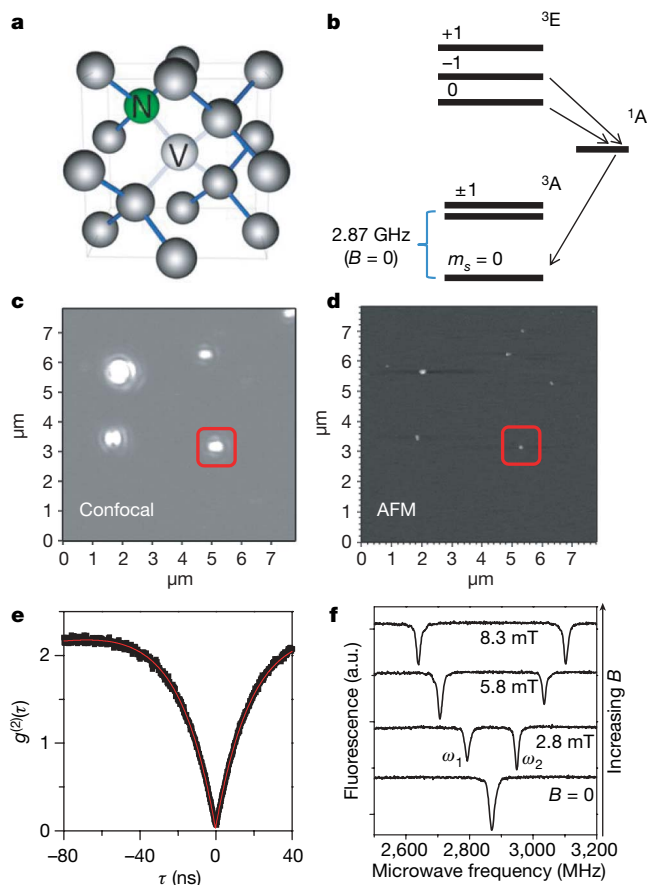 a
N
V
b
+1
³E
−1
0
¹A
±1
³A
2.87 GHz
(B = 0)
mₛ = 0
c
7
6
5
4
3
2
1
0
µm
Confocal
0 1 2 3 4 5 6 7
µm
d
7
6
5
4
3
2
1
0
µm
AFM
0 1 2 3 4 5 6 7
µm
e
2
1
0
g⁽²⁾(τ)
−80 −40 0 40
τ (ns)
f
Fluorescence (a.u.)
8.3 mT
5.8 mT
2.8 mT
ω₁ ω₂
B = 0
Increasing B
2,600 2,800 3,000 3,200
Microwave frequency (MHz)